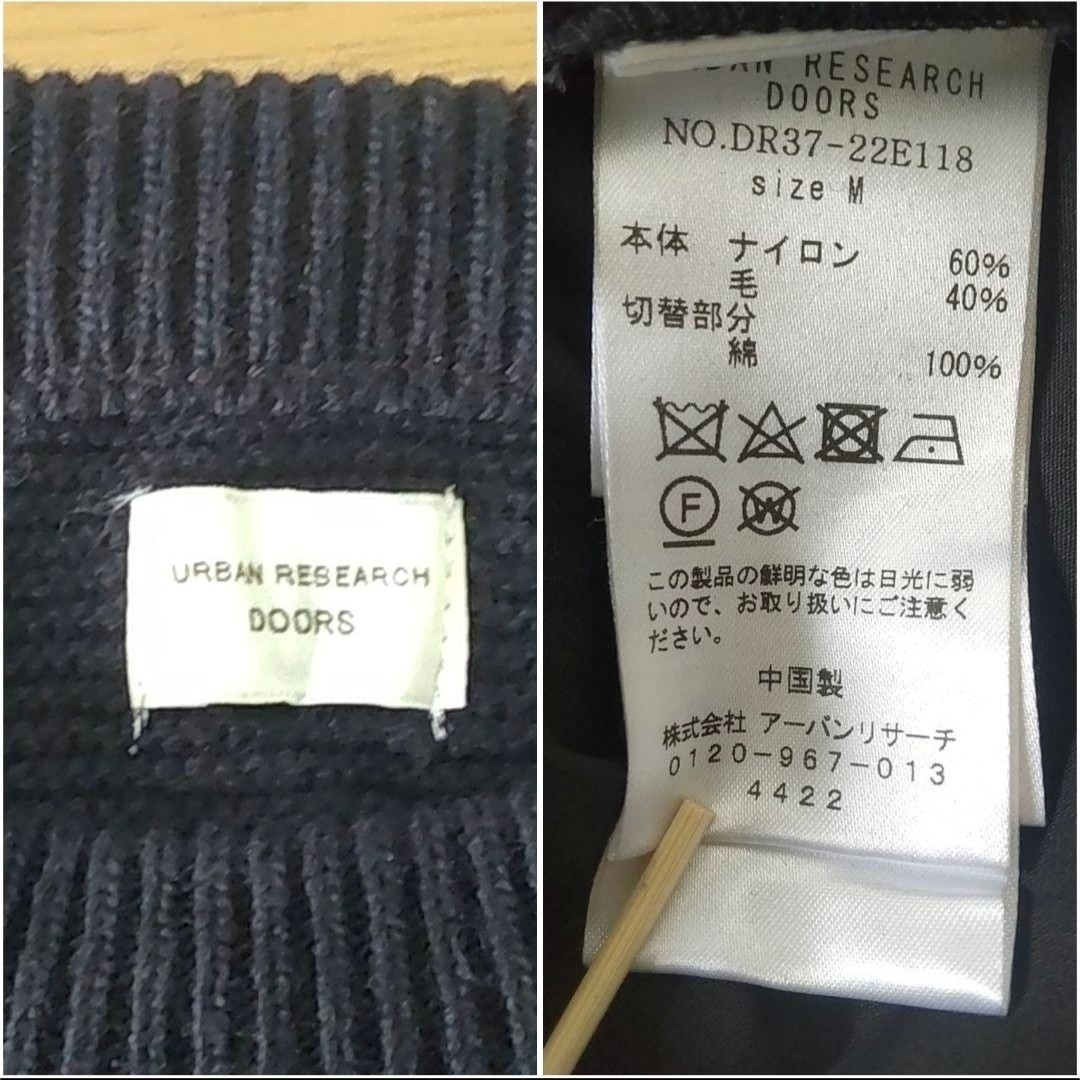 URBAN RESEARCH
DOORS
RESEARCH
DOORS
NO.DR37-22E118
size M
本体 ナイロン 60%
毛 40%
切替部分
綿 100%
F
W
この製品の鮮明な色は日光に弱
いので、お取り扱いにご注意く
ださい。
中国製
株式会社 アーバンリサーチ
0120-967-013
4422